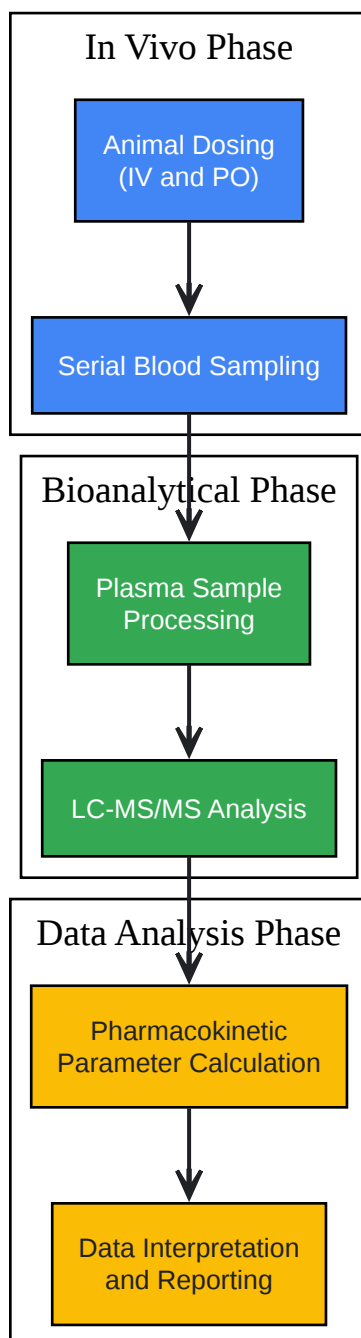 In Vivo Phase
Animal Dosing
(IV and PO)
Serial Blood Sampling
Bioanalytical Phase
Plasma Sample
Processing
LC-MS/MS Analysis
Data Analysis Phase
Pharmacokinetic
Parameter Calculation
Data Interpretation
and Reporting